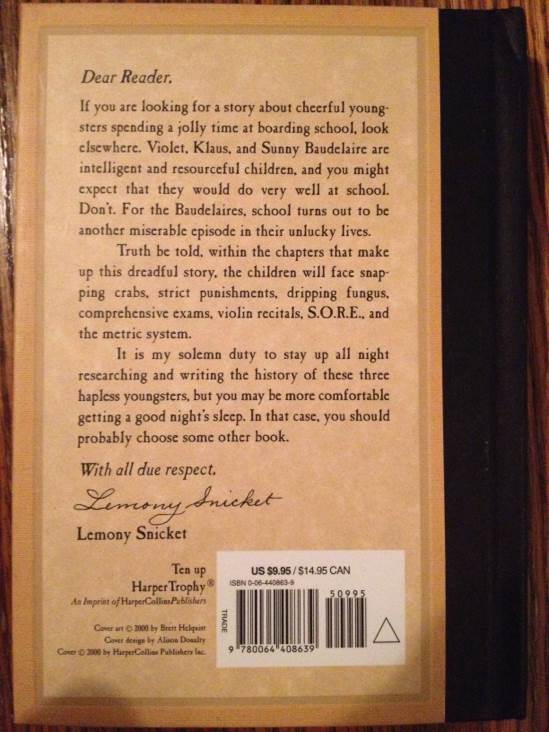 Dear Reader,
If you are looking for a story about cheerful young-
sters spending a jolly time at boarding school, look
elsewhere. Violet, Klaus, and Sunny Baudelaire are
intelligent and resourceful children, and you might
expect that they would do very well at school.
Don't. For the Baudelaires, school turns out to be
another miserable episode in their unlucky lives.
Truth be told, within the chapters that make
up this dreadful story, the children will face snap-
ping crabs, strict punishments, dripping fungus,
comprehensive exams, violin recitals, S.O.R.E., and
the metric system.
It is my solemn duty to stay up all night
researching and writing the history of these three
hapless youngsters, but you may be more comfortable
getting a good night's sleep. In that case, you should
probably choose some other book.
With all due respect,
Lemony Snicket
Lemony Snicket
Ten up
HarperTrophy®
An Imprint of HarperCollinsPublishers
Cover art © 2000 by Brett Helquist
Cover design by Alison Donalty
Cover © 2000 by HarperCollins Publishers Inc.
US $9.95 / $14.95 CAN
ISBN 0-06-440863-9
50995
TRADE
9 780064 408639